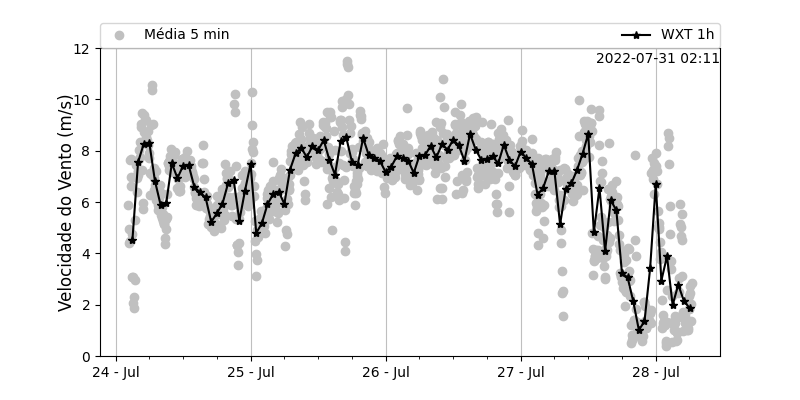 Média 5 min
WXT 1h
2022-07-31 02:11
Velocidade do Vento (m/s)
12
10
8
6
4
2
0
24 - Jul
25 - Jul
26 - Jul
27 - Jul
28 - Jul